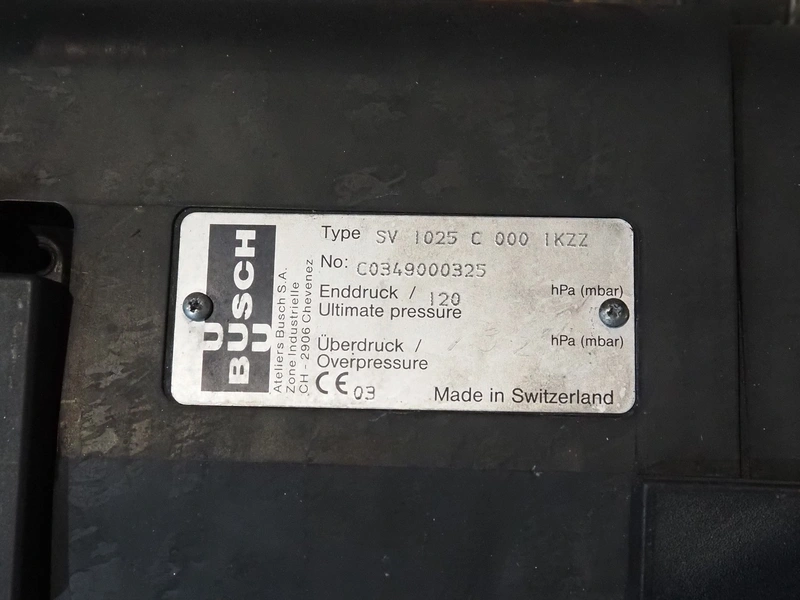 BUSCH
Ateliers Busch S.A.
Zone Industrielle
CH - 2906 Chevenez
Type SV 1025 C 000 1KZZ
No: C0349000325
Enddruck / 120 hPa (mbar)
Ultimate pressure
Überdruck / hPa (mbar)
Overpressure
CE 03 Made in Switzerland